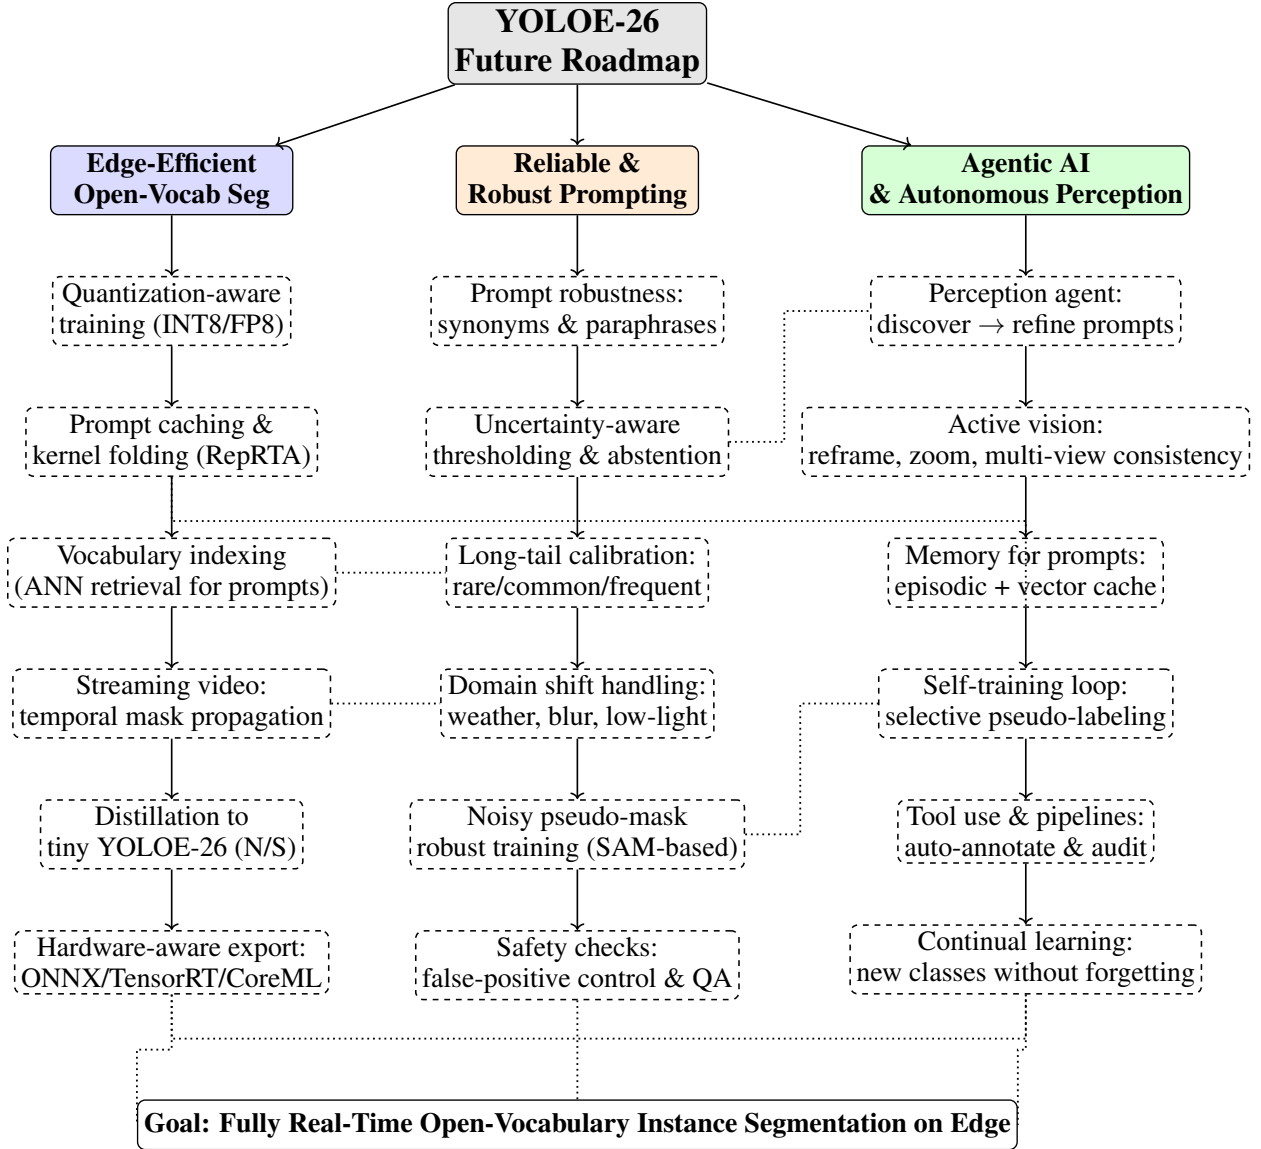 YOLOE-26
Future Roadmap
Edge-Efficient
Open-Vocab Seg
Reliable &
Robust Prompting
Agentic AI
& Autonomous Perception
Quantization-aware
training (INT8/FP8)
Prompt robustness:
synonyms & paraphrases
Perception agent:
discover → refine prompts
Prompt caching &
kernel folding (RepRTA)
Uncertainty-aware
thresholding & abstention
Active vision:
reframe, zoom, multi-view consistency
Vocabulary indexing
(ANN retrieval for prompts)
Long-tail calibration:
rare/common/frequent
Memory for prompts:
episodic + vector cache
Streaming video:
temporal mask propagation
Domain shift handling:
weather, blur, low-light
Self-training loop:
selective pseudo-labeling
Distillation to
tiny YOLOE-26 (N/S)
Noisy pseudo-mask
robust training (SAM-based)
Tool use & pipelines:
auto-annotate & audit
Hardware-aware export:
ONNX/TensorRT/CoreML
Safety checks:
false-positive control & QA
Continual learning:
new classes without forgetting
Goal: Fully Real-Time Open-Vocabulary Instance Segmentation on Edge